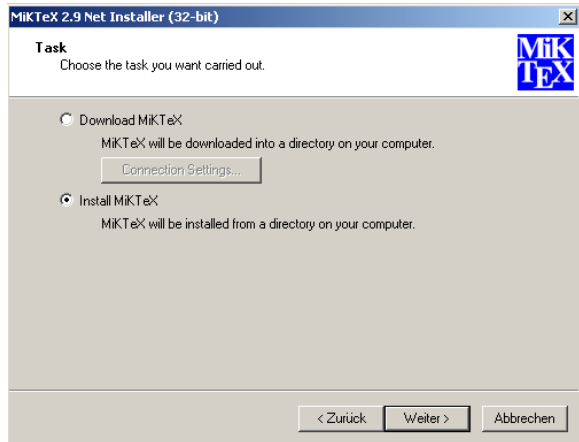 MiKTeX 2.9 Net Installer (32-bit)
Task
Choose the task you want carried out.
MiK
TEX
Download MiKTeX
MiKTeX will be downloaded into a directory on your computer.
Connection Settings...
Install MiKTeX
MiKTeX will be installed from a directory on your computer.
< Zurück Weiter > Abbrechen